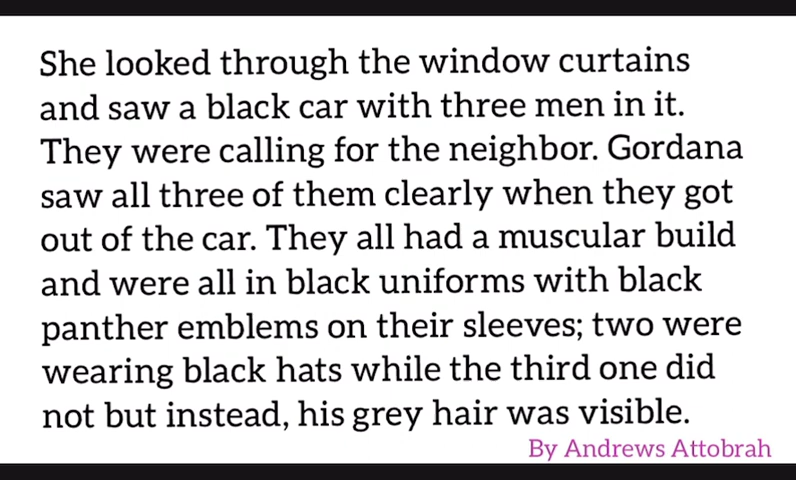 She looked through the window curtains
and saw a black car with three men in it.
They were calling for the neighbor. Gordana
saw all three of them clearly when they got
out of the car. They all had a muscular build
and were all in black uniforms with black
panther emblems on their sleeves; two were
wearing black hats while the third one did
not but instead, his grey hair was visible.
By Andrews Attobrah